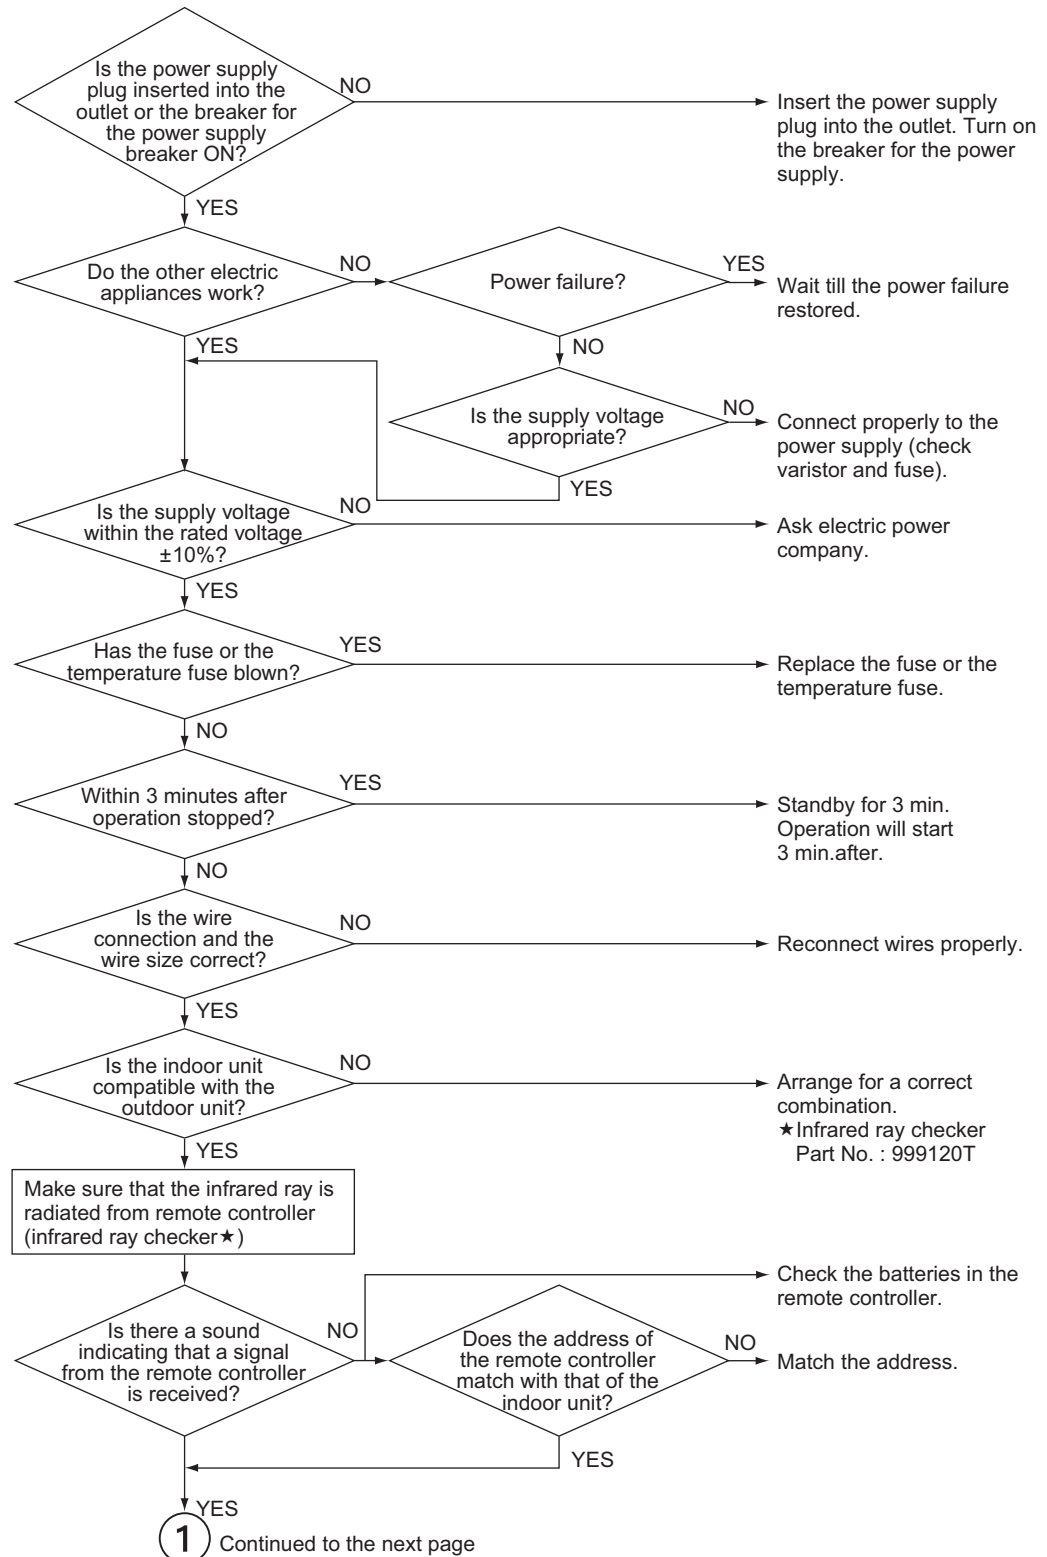 Is the power supply
plug inserted into the
outlet or the breaker for
the power supply
breaker ON?
NO
Insert the power supply
plug into the outlet. Turn on
the breaker for the power
supply.
YES
Do the other electric
appliances work?
NO
Power failure?
YES
Wait till the power failure
restored.
YES
NO
Is the supply voltage
appropriate?
NO
Connect properly to the
power supply (check
varistor and fuse).
YES
Is the supply voltage
within the rated voltage
±10%?
NO
Ask electric power
company.
YES
Has the fuse or the
temperature fuse blown?
YES
Replace the fuse or the
temperature fuse.
NO
Within 3 minutes after
operation stopped?
YES
Standby for 3 min.
Operation will start
3 min.after.
NO
Is the wire
connection and the
wire size correct?
NO
Reconnect wires properly.
YES
Is the indoor unit
compatible with the
outdoor unit?
NO
Arrange for a correct
combination.
★Infrared ray checker
Part No. : 999120T
YES
Make sure that the infrared ray is
radiated from remote controller
(infrared ray checker★)
Check the batteries in the
remote controller.
Is there a sound
indicating that a signal
from the remote controller
is received?
NO
Does the address of
the remote controller
match with that of the
indoor unit?
NO
Match the address.
YES
YES
1 Continued to the next page